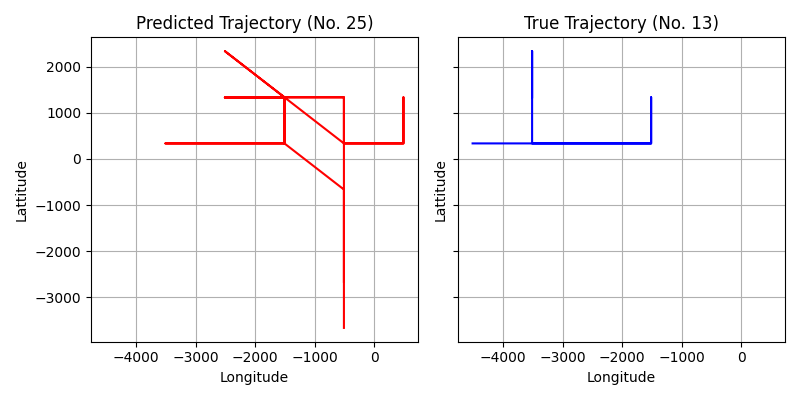 Predicted Trajectory (No. 25)
True Trajectory (No. 13)
2000
1000
0
−1000
−2000
−3000
Lattitude
Lattitude
−4000 −3000 −2000 −1000 0
−4000 −3000 −2000 −1000 0
Longitude
Longitude